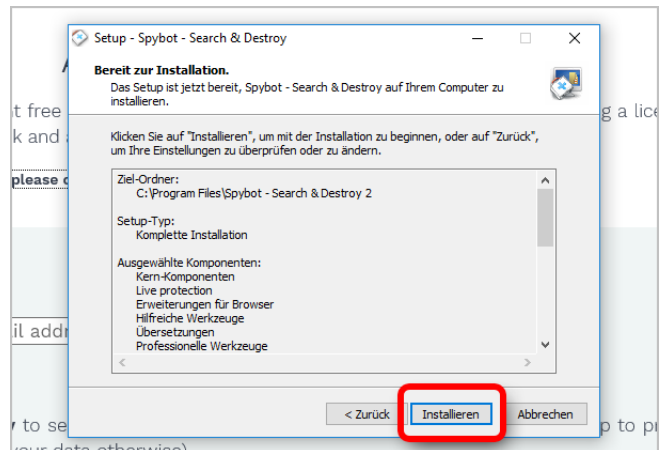 Setup - Spybot - Search & Destroy
Bereit zur Installation.
Das Setup ist jetzt bereit, Spybot - Search & Destroy auf Ihrem Computer zu
installieren.
t free
g a lice
k and
Klicken Sie auf "Installieren", um mit der Installation zu beginnen, oder auf "Zurück",
um Ihre Einstellungen zu überprüfen oder zu ändern.
please
Ziel-Ordner:
C:\Program Files\Spybot - Search & Destroy 2
Setup-Typ:
Komplette Installation
Ausgewählte Komponenten:
Kern-Komponenten
Live protection
Erweiterungen für Browser
Hilfreiche Werkzeuge
Übersetzungen
Professionelle Werkzeuge
il addr
< Zurück
Installieren
Abbrechen
to se
p to pr
your data otherwise)